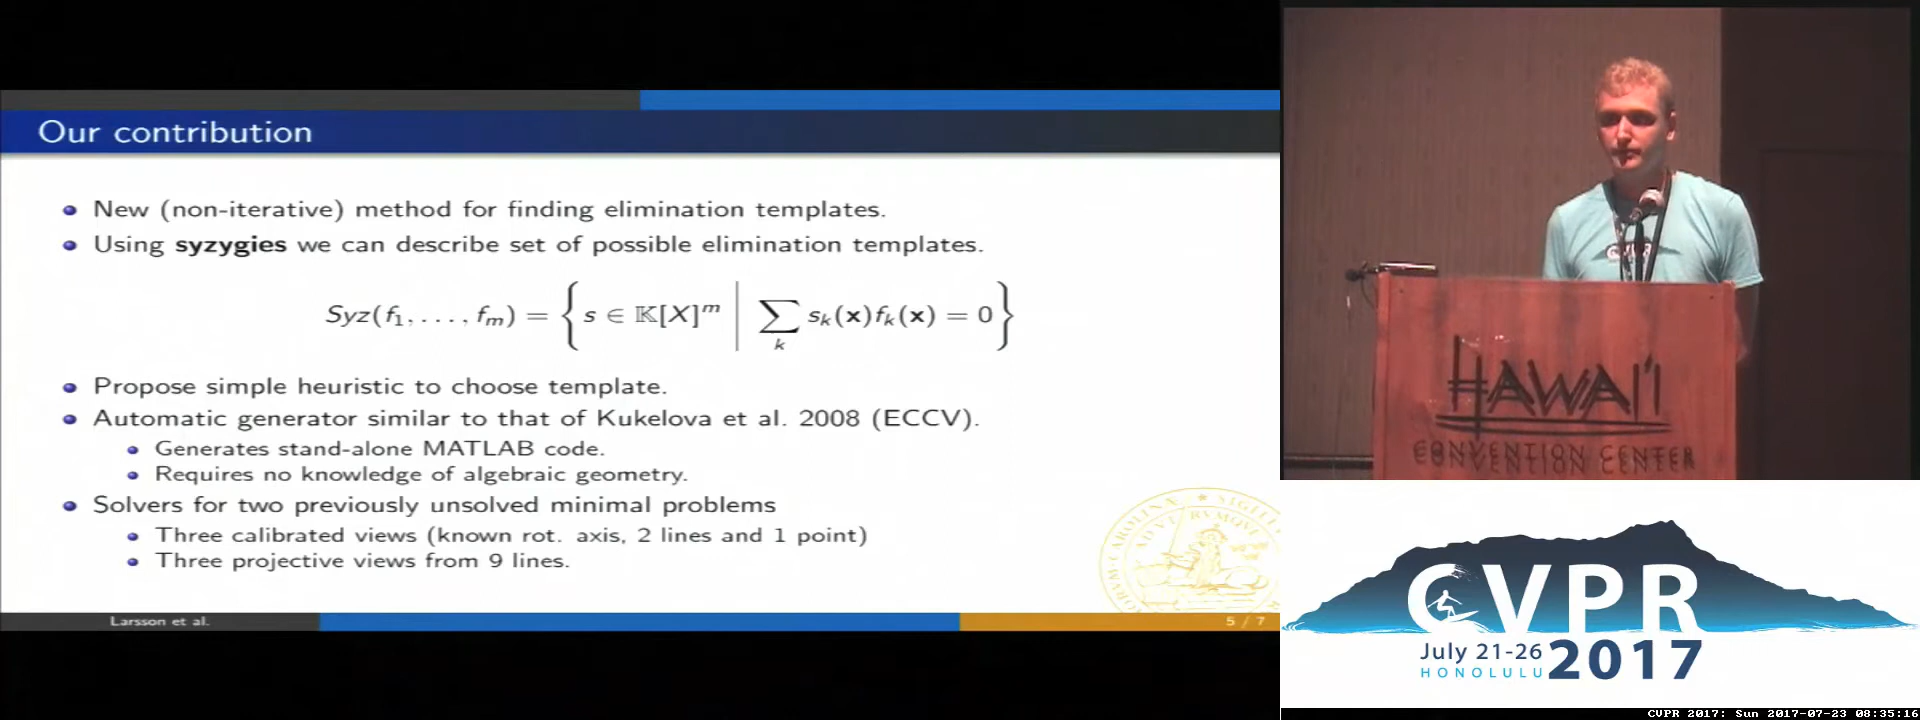 Our contribution
New (non-iterative) method for finding elimination templates.
Using syzygies we can describe set of possible elimination templates.
Syz(f₁, . . . , fₘ) = { s ∈ 𝕂[X]ᵐ | ∑ₖ sₖ(x)fₖ(x) = 0 }
Propose simple heuristic to choose template.
Automatic generator similar to that of Kukelova et al. 2008 (ECCV).
Generates stand-alone MATLAB code.
Requires no knowledge of algebraic geometry.
Solvers for two previously unsolved minimal problems
Three calibrated views (known rot. axis, 2 lines and 1 point)
Three projective views from 9 lines.
Larsson et al.
5 / 7
HAWAI'I
CONVENTION CENTER
CVPR
July 21-26
HONOLULU
2017
CVPR 2017: Sun 2017-07-23 08:35:16